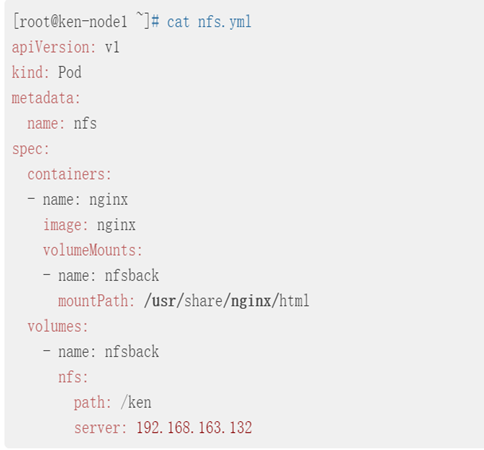 [root@ken-node1 ~]# cat nfs.yml
apiVersion: v1
kind: Pod
metadata:
  name: nfs
spec:
  containers:
  - name: nginx
    image: nginx
    volumeMounts:
    - name: nfsback
      mountPath: /usr/share/nginx/html
  volumes:
    - name: nfsback
      nfs:
        path: /ken
        server: 192.168.163.132